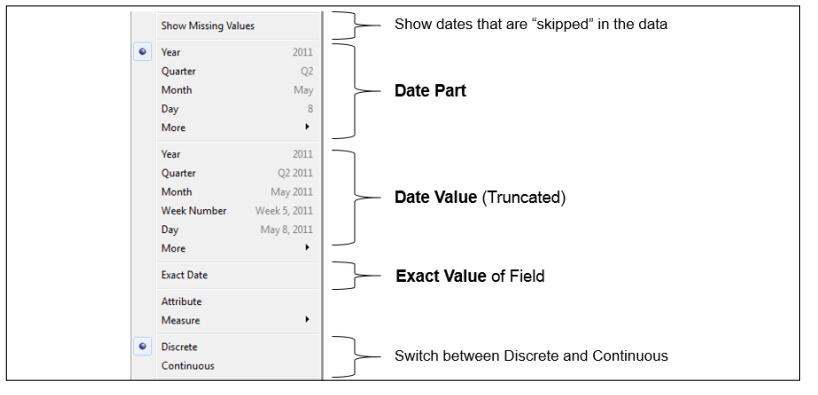 Show Missing Values Show dates that are “skipped” in the data
Year 2011
Quarter Q2
Month May
Date Part
Day 8
More
Year 2011
Quarter Q2 2011
Month May 2011
Date Value (Truncated)
Week Number Week 5, 2011
Day May 8, 2011
More
Exact Date Exact Value of Field
Attribute
Measure
Discrete
Switch between Discrete and Continuous
Continuous